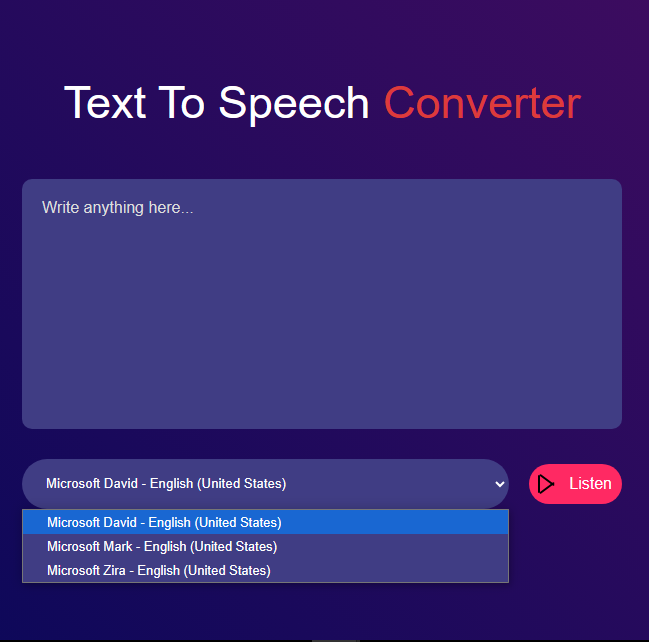 Text To Speech Converter
Write anything here...
Microsoft David - English (United States)
Listen
Microsoft David - English (United States)
Microsoft Mark - English (United States)
Microsoft Zira - English (United States)